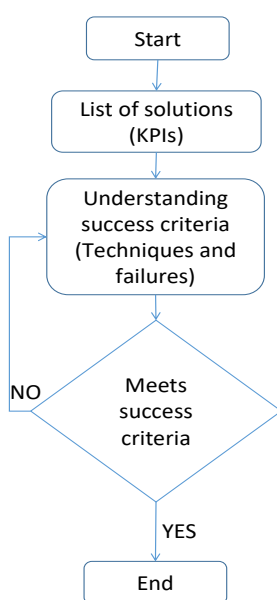 Start
List of solutions
(KPIs)
Understanding
success criteria
(Techniques and
failures)
NO
Meets
success
criteria
YES
End